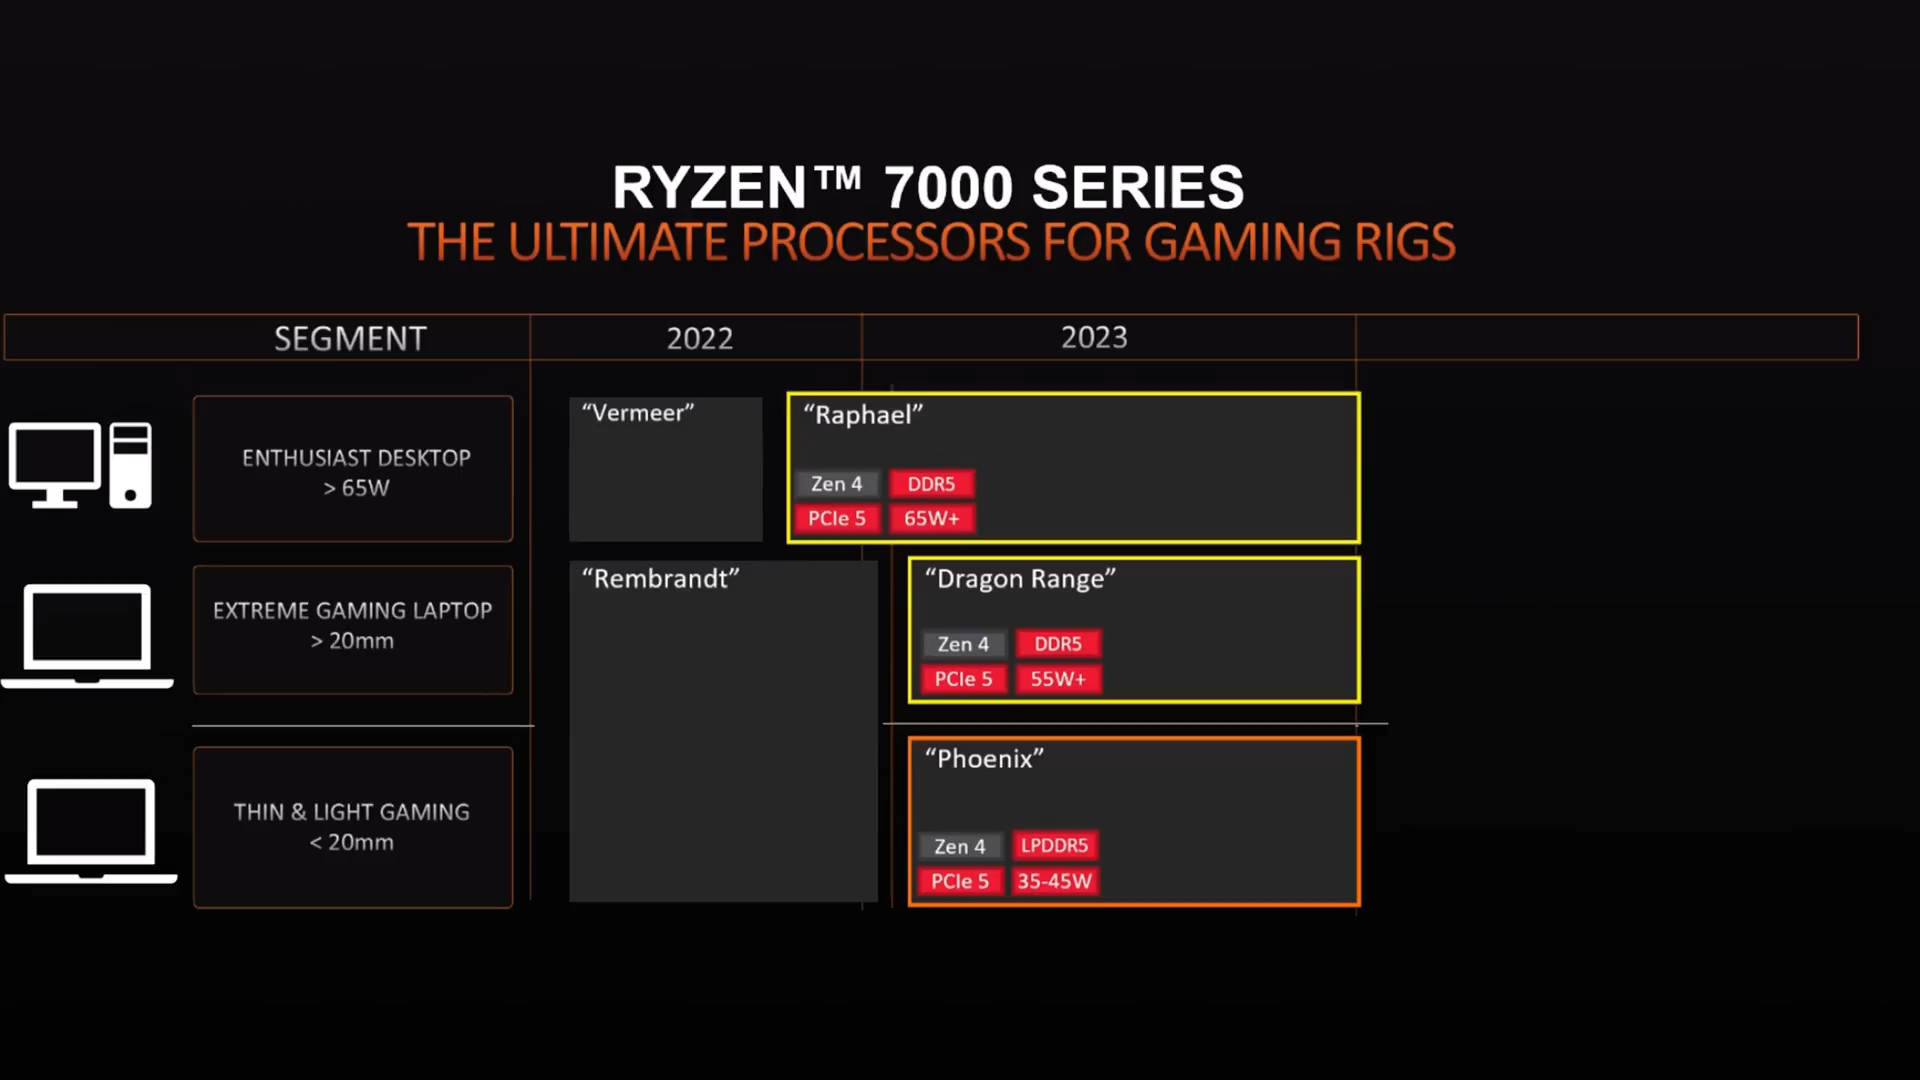 RYZEN™ 7000 SERIES
THE ULTIMATE PROCESSORS FOR GAMING RIGS
SEGMENT
2022
2023
ENTHUSIAST DESKTOP
> 65W
“Vermeer”
“Raphael”
Zen 4
DDR5
PCIe 5
65W+
EXTREME GAMING LAPTOP
> 20mm
“Rembrandt”
“Dragon Range”
Zen 4
DDR5
PCIe 5
55W+
THIN & LIGHT GAMING
< 20mm
“Phoenix”
Zen 4
LPDDR5
PCIe 5
35-45W